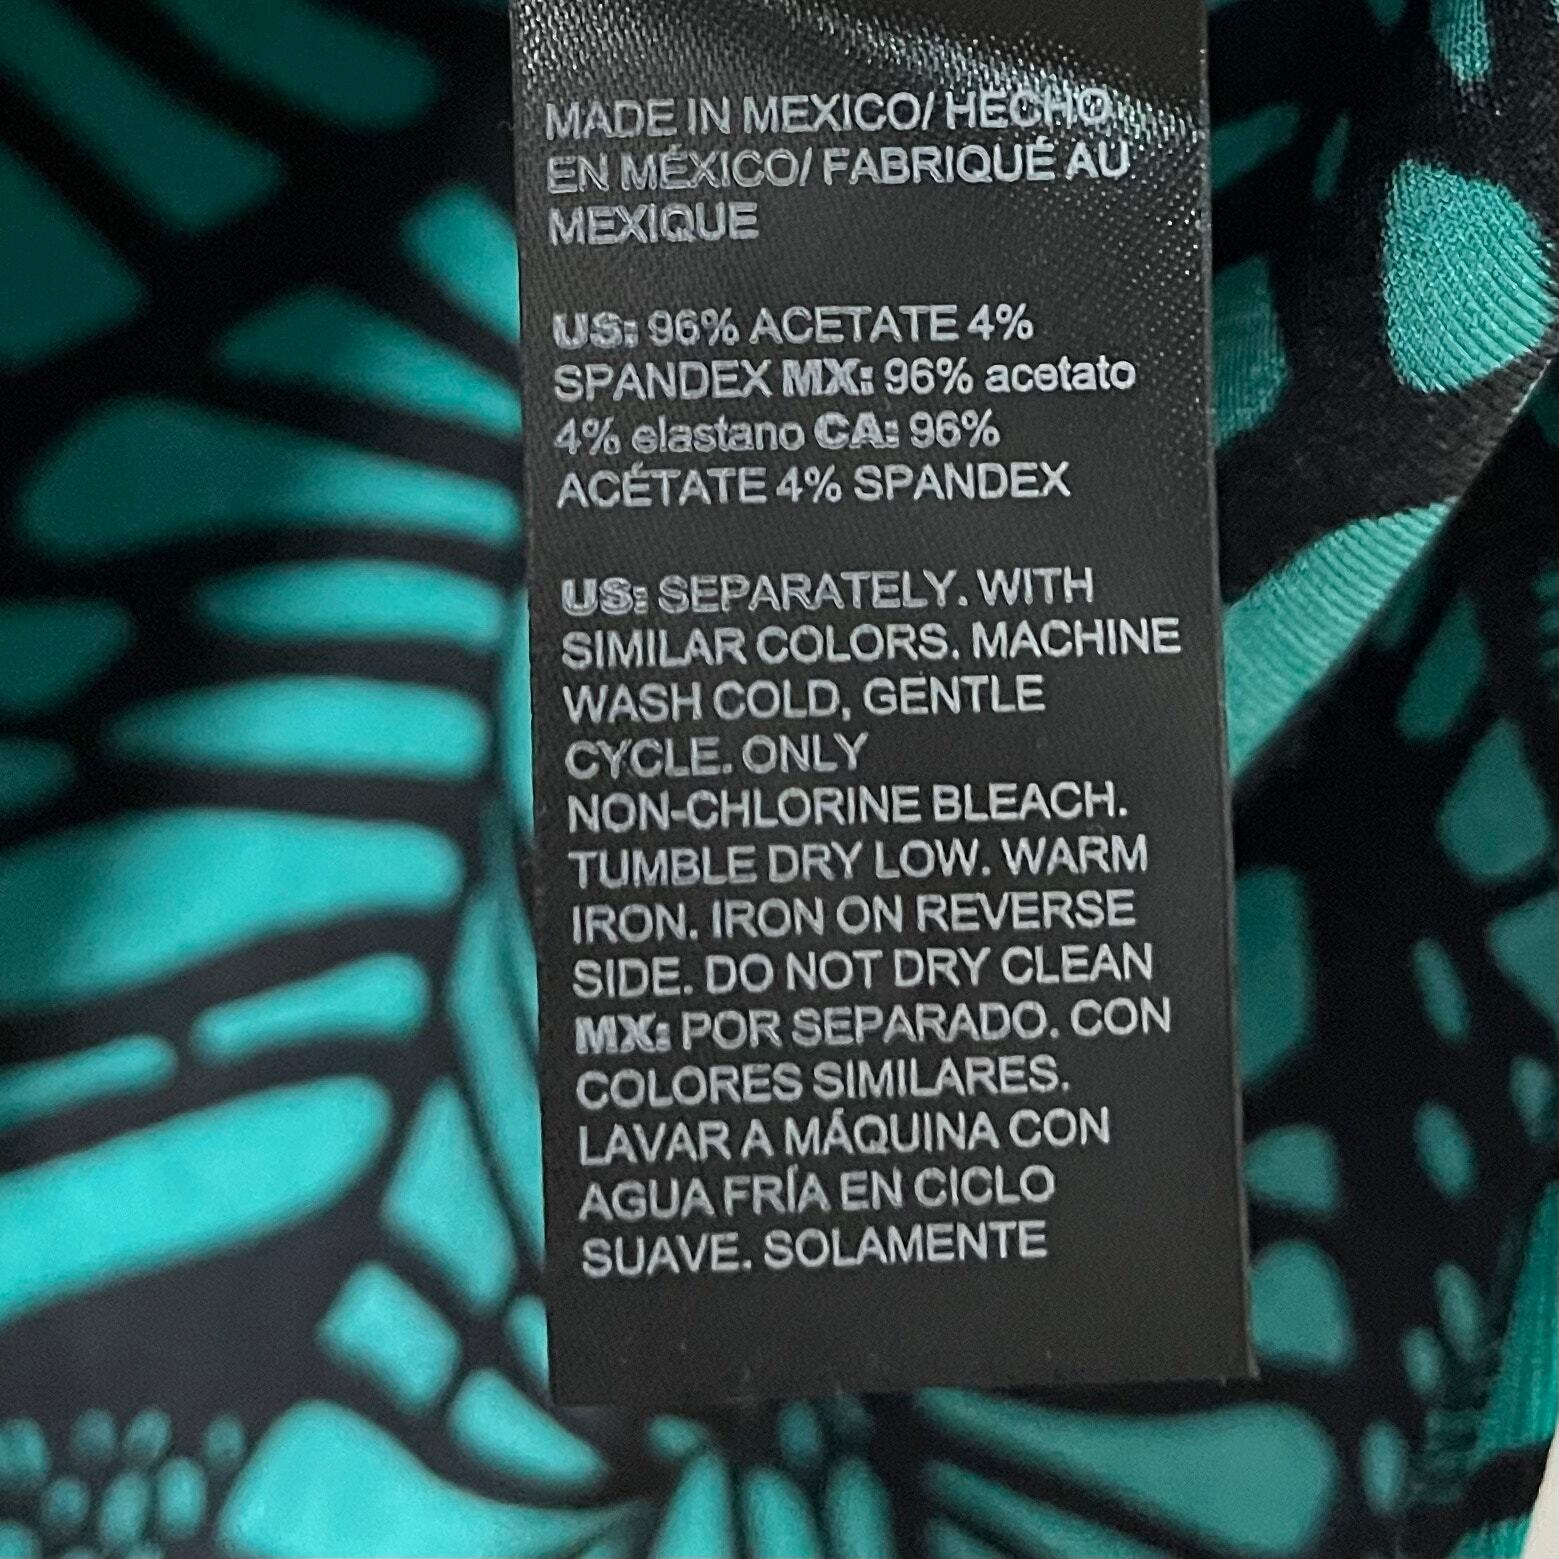 MADE IN MEXICO/ HECHO
EN MÉXICO/ FABRIQUÉ AU
MEXIQUE
US: 96% ACETATE 4%
SPANDEX MX: 96% acetato
4% elastano CA: 96%
ACÉTATE 4% SPANDEX
US: SEPARATELY. WITH
SIMILAR COLORS. MACHINE
WASH COLD, GENTLE
CYCLE. ONLY
NON-CHLORINE BLEACH.
TUMBLE DRY LOW. WARM
IRON. IRON ON REVERSE
SIDE. DO NOT DRY CLEAN
MX: POR SEPARADO. CON
COLORES SIMILARES.
LAVAR A MÁQUINA CON
AGUA FRÍA EN CICLO
SUAVE. SOLAMENTE